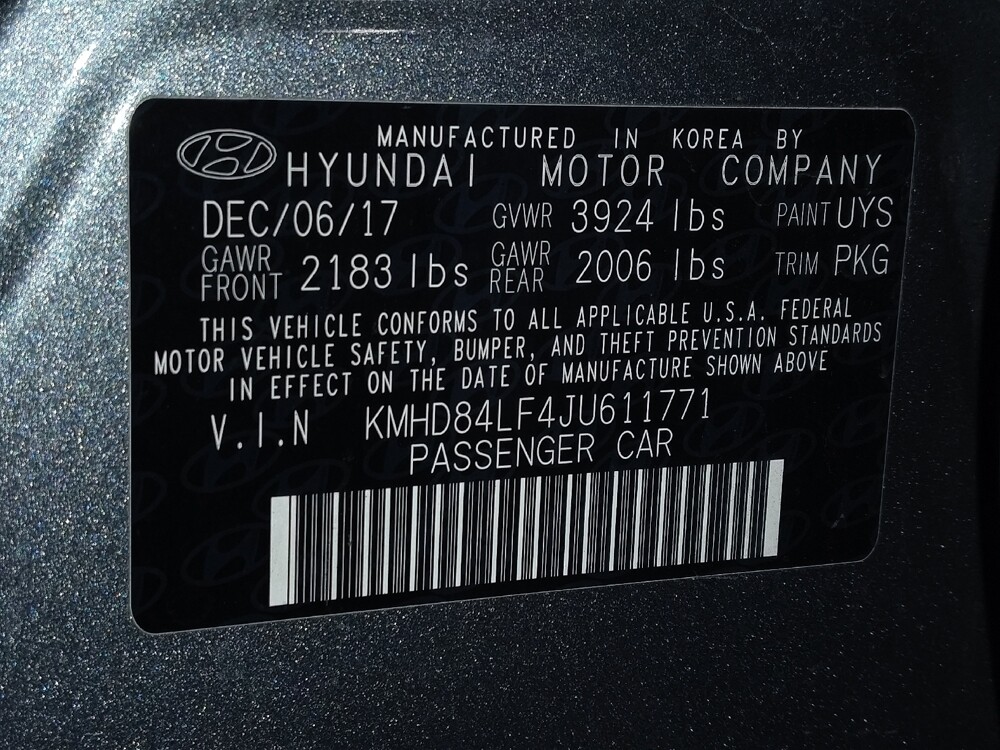 MANUFACTURED IN KOREA BY
HYUNDAI MOTOR COMPANY
DEC/06/17 GVWR 3924 lbs PAINT UYS
GAWR FRONT 2183 lbs GAWR REAR 2006 lbs TRIM PKG
THIS VEHICLE CONFORMS TO ALL APPLICABLE U.S.A. FEDERAL
MOTOR VEHICLE SAFETY, BUMPER, AND THEFT PREVENTION STANDARDS
IN EFFECT ON THE DATE OF MANUFACTURE SHOWN ABOVE
V.I.N KMHD84LF4JU611771
PASSENGER CAR